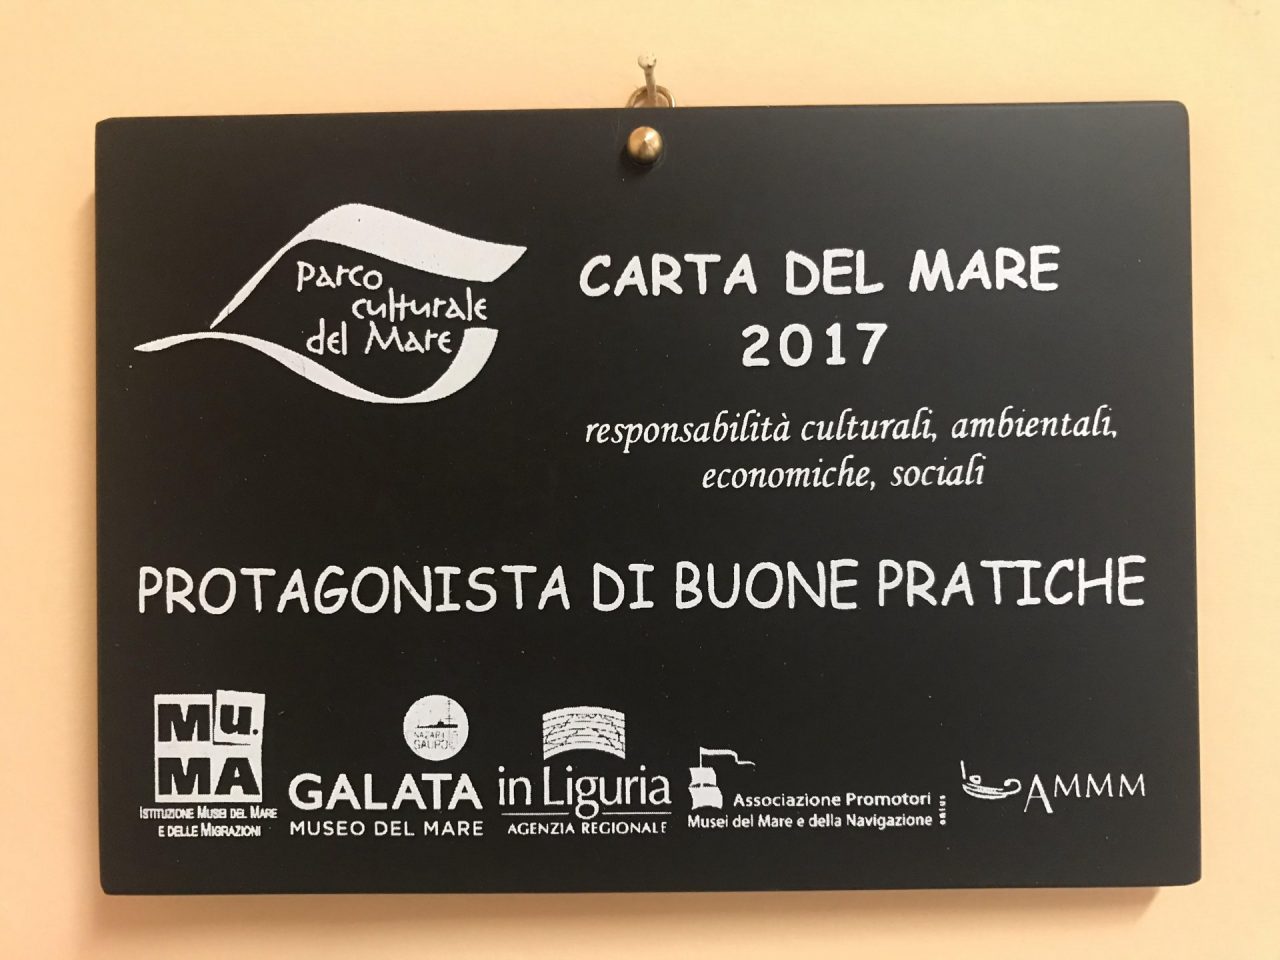 Parco
culturale
del Mare
CARTA DEL MARE
2017
responsabilità culturali, ambientali,
economiche, sociali
PROTAGONISTA DI BUONE PRATICHE
Mu.
MA
ISTITUZIONE MUSEI DEL MARE
E DELLE MIGRAZIONI
GALATA
MUSEO DEL MARE
in Liguria
AGENZIA REGIONALE
Associazione Promotori
Musei del Mare e della Navigazione
onlus
AMMM